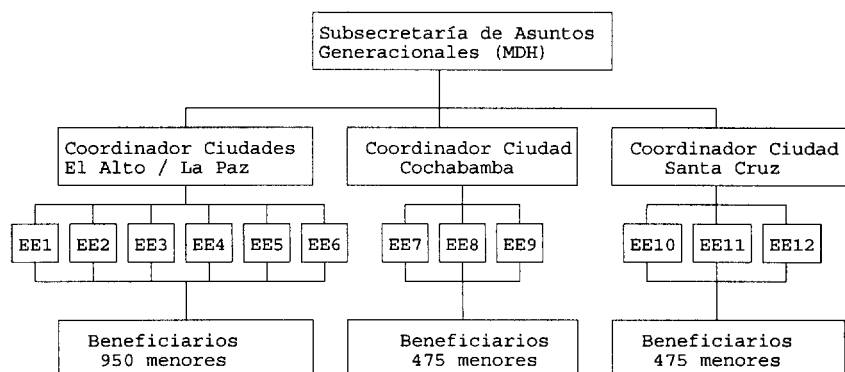 Subsecretaría de Asuntos
Generacionales (MDH)
Coordinador Ciudades
El Alto / La Paz
Coordinador Ciudad
Cochabamba
Coordinador Ciudad
Santa Cruz
EE1 EE2 EE3 EE4 EE5 EE6 EE7 EE8 EE9 EE10 EE11 EE12
Beneficiarios
950 menores
Beneficiarios
475 menores
Beneficiarios
475 menores